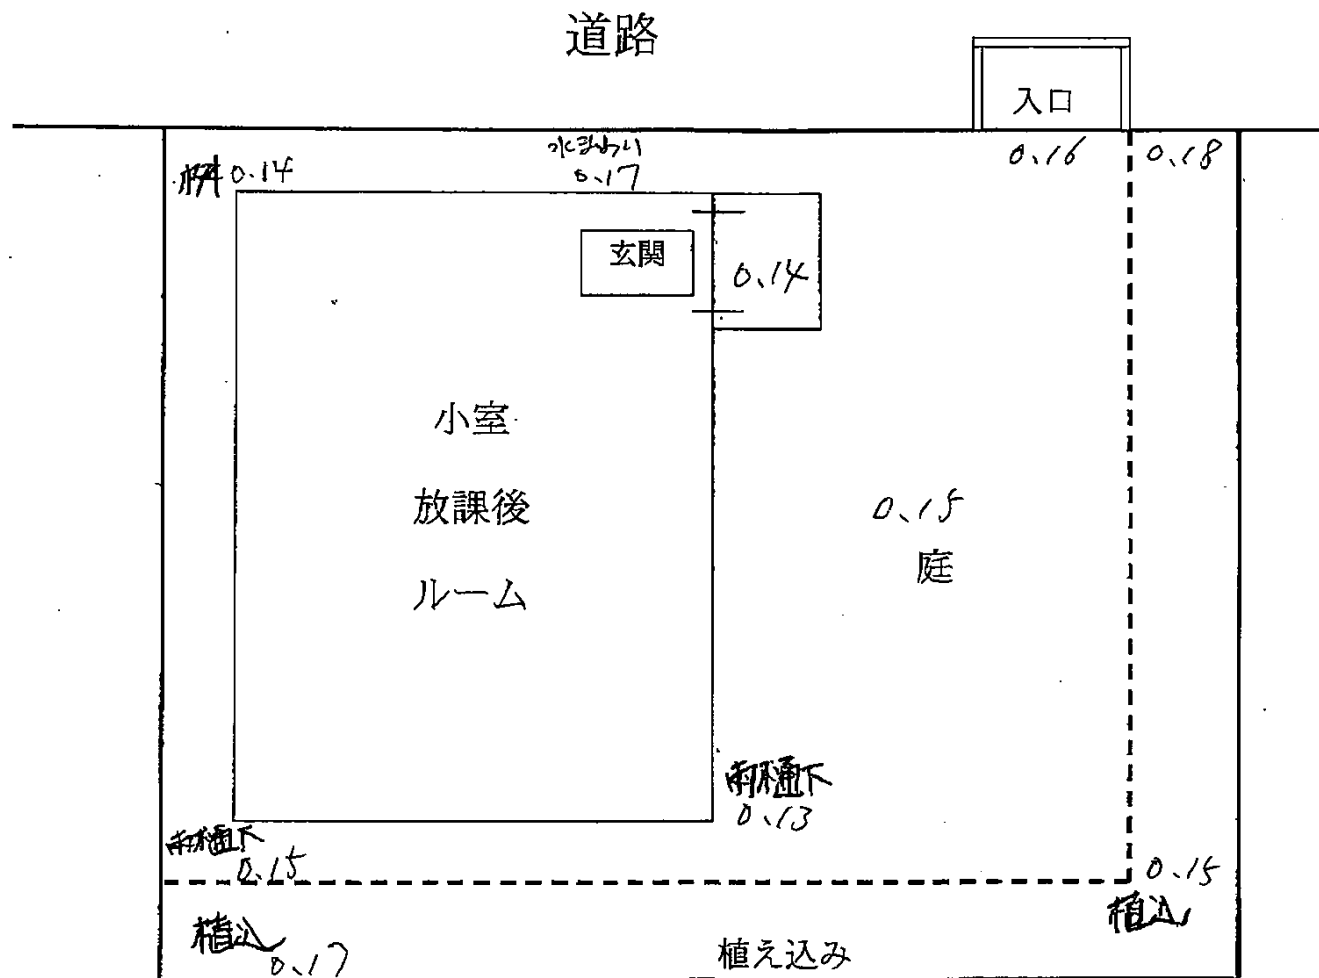 道路
入口
水まわり
桝 0.14
0.17
0.16
0.18
玄関
0.14
小室
放課後
ルーム
0.15
庭
雨樋下
0.13
雨樋下
0.15
0.15
植込
植込
0.17
植え込み